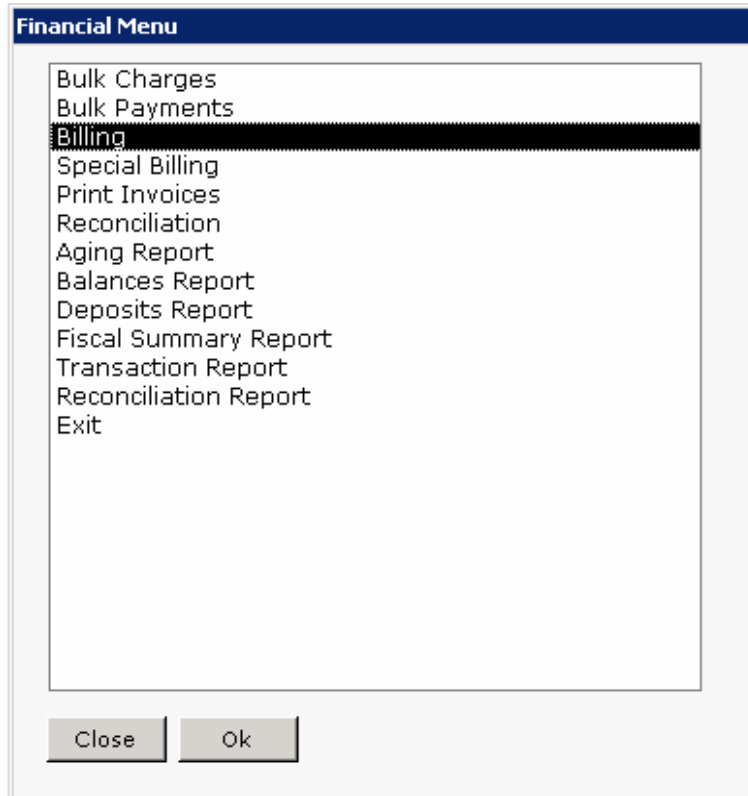 Financial Menu
Bulk Charges
Bulk Payments
Billing
Special Billing
Print Invoices
Reconciliation
Aging Report
Balances Report
Deposits Report
Fiscal Summary Report
Transaction Report
Reconciliation Report
Exit
Close Ok